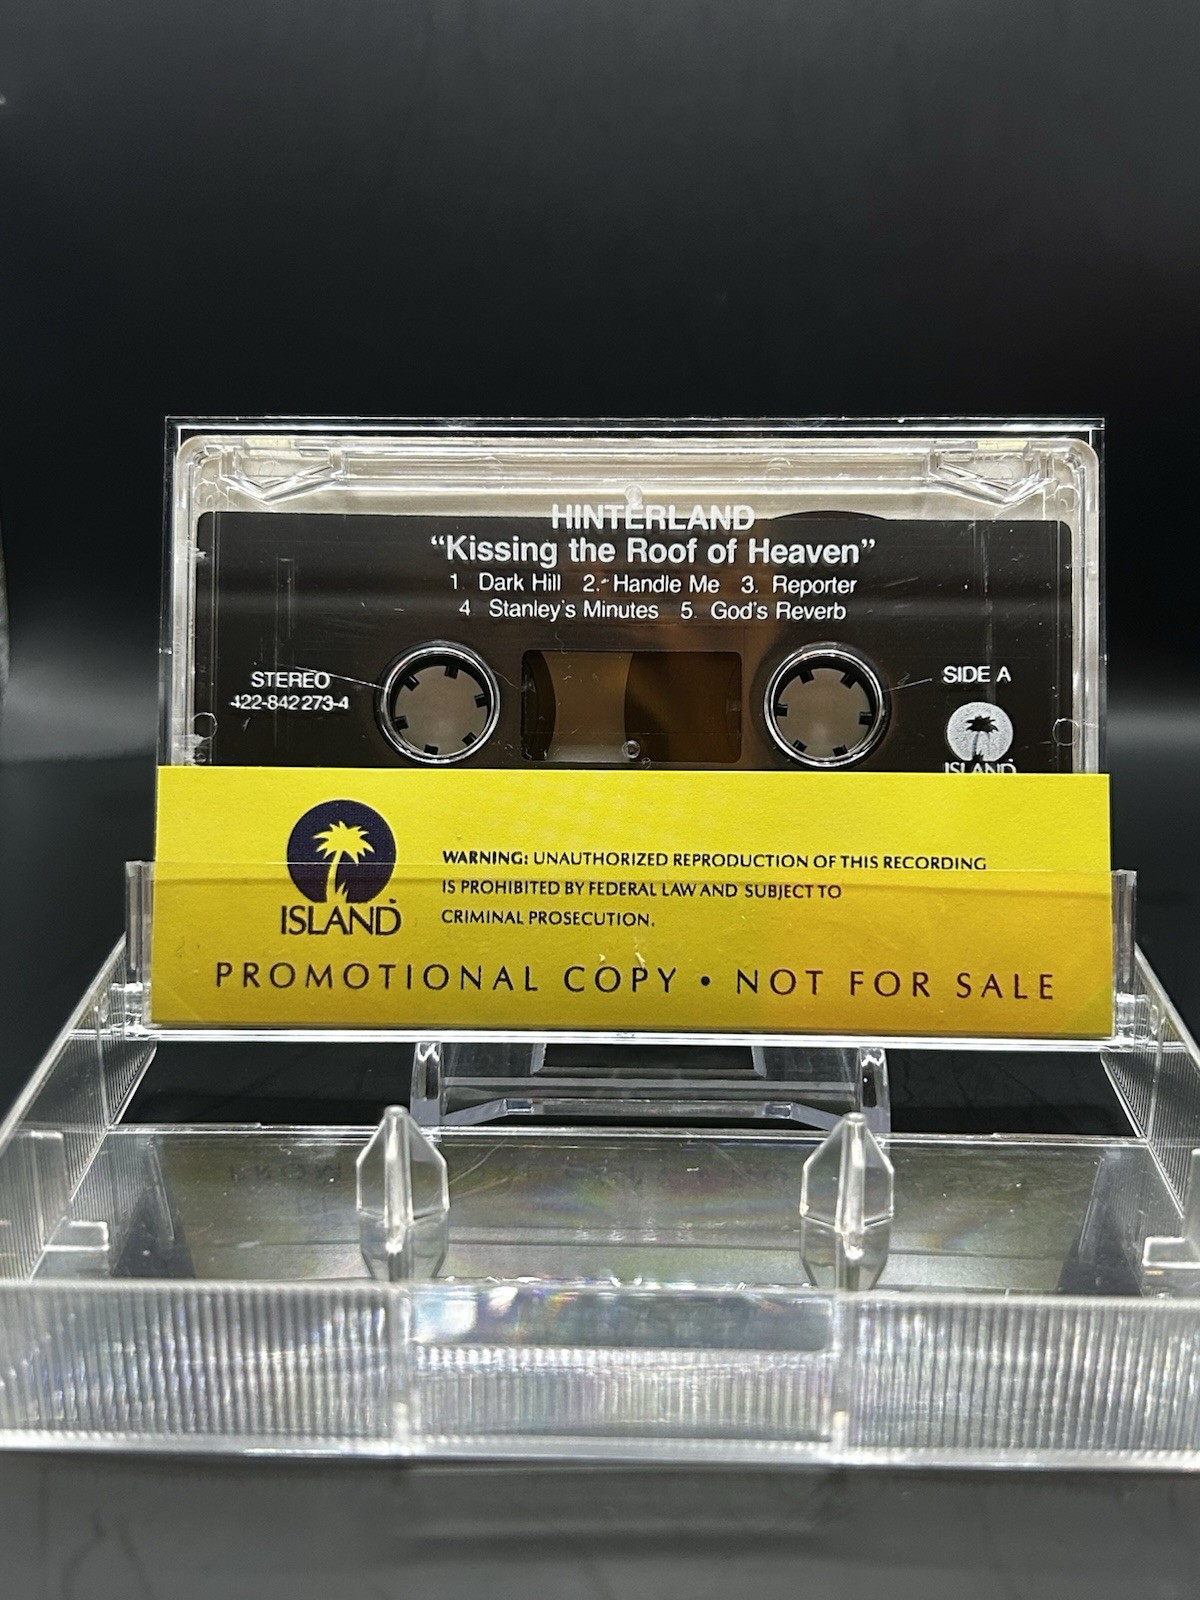 HINTERLAND
“Kissing the Roof of Heaven”
1. Dark Hill 2. Handle Me 3. Reporter
4 Stanley's Minutes 5. God's Reverb
STEREO
422-842 273-4
SIDE A
ISLAND
ISLAND
WARNING: UNAUTHORIZED REPRODUCTION OF THIS RECORDING
IS PROHIBITED BY FEDERAL LAW AND SUBJECT TO
CRIMINAL PROSECUTION.
PROMOTIONAL COPY • NOT FOR SALE